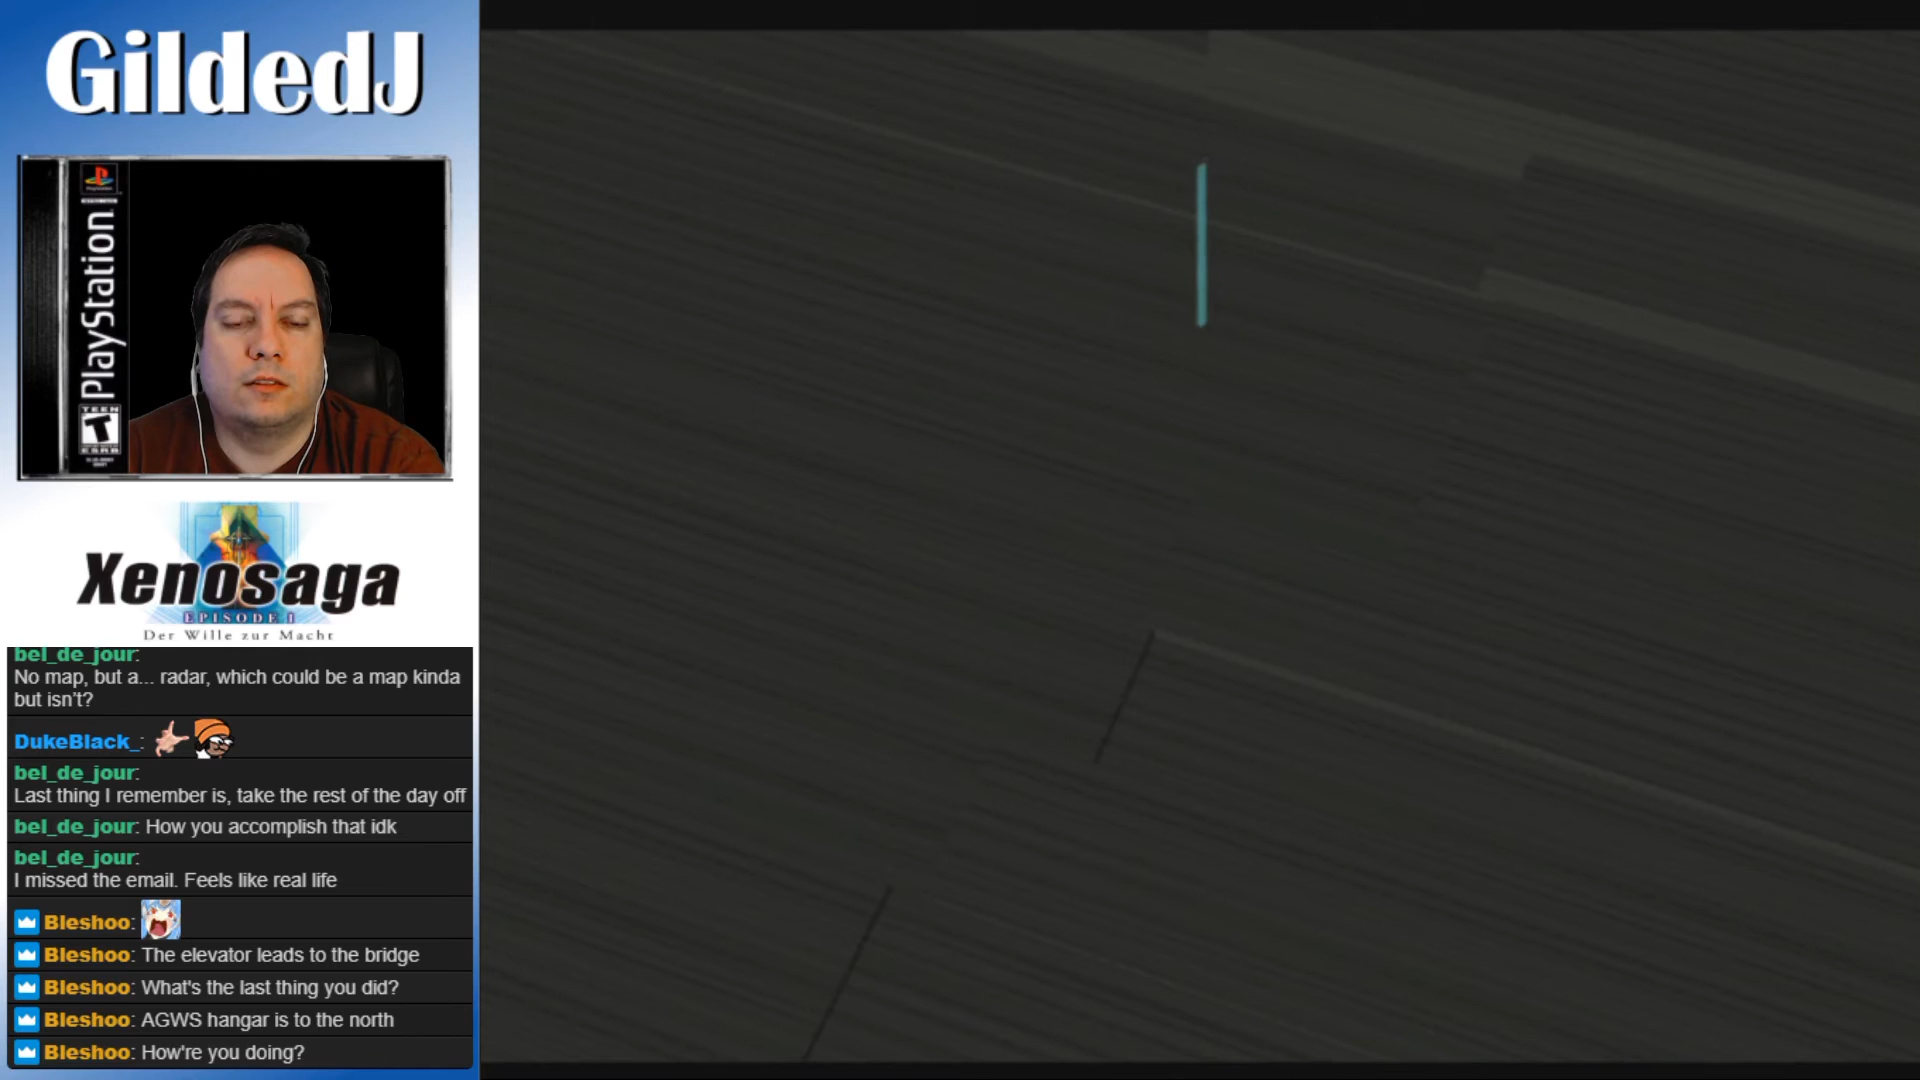 GildedJ
PlayStation
TEEN
T
ESRB
Xenosaga
EPISODE I
Der Wille zur Macht
bel_de_jour:
No map, but a... radar, which could be a map kinda
but isn't?
DukeBlack_:
bel_de_jour:
Last thing I remember is, take the rest of the day off
bel_de_jour: How you accomplish that idk
bel_de_jour:
I missed the email. Feels like real life
Bleshoo:
Bleshoo: The elevator leads to the bridge
Bleshoo: What's the last thing you did?
Bleshoo: AGWS hangar is to the north
Bleshoo: How're you doing?